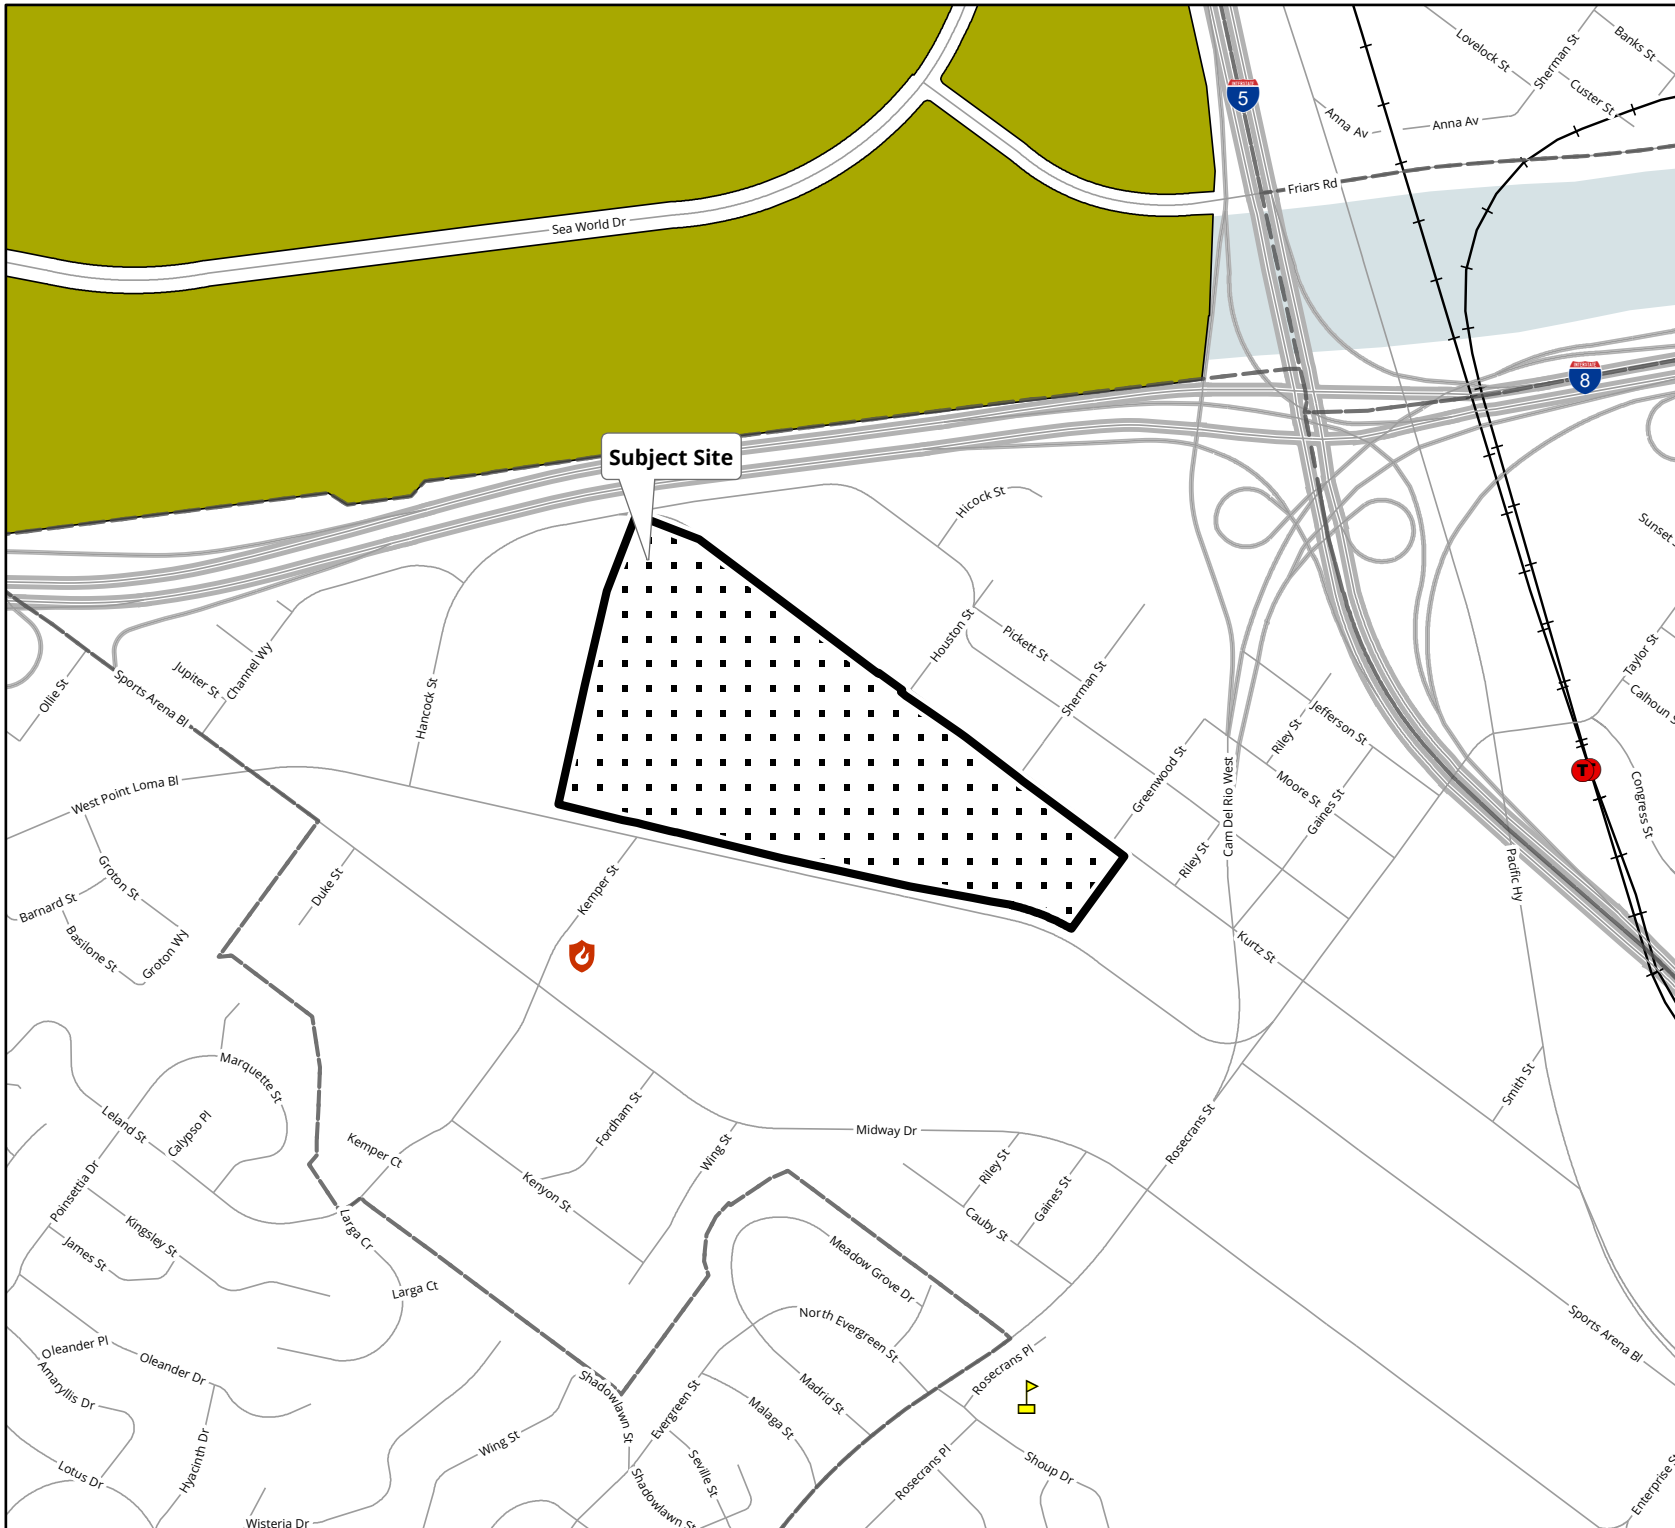 Lovelock St
Sherman St
Banks St
Custer St
INTERSTATE
5
Anna Av
Anna Av
Friars Rd
Sea World Dr
INTERSTATE
8
Subject Site
Hicock St
Sunset
Houston St
Pickett St
Sherman St
Taylor St
Calhoun S
Ollie St
Sports Arena Bl
Jupiter St
Channel Wy
Hancock St
Jefferson St
Riley St
Moore St
Gaines St
Greenwood St
Cam Del Rio West
Riley St
T
Congress St
Pacific Hy
West Point Loma Bl
Groton St
Barnard St
Basilone St
Groton Wy
Duke St
Kemper St
Kurtz St
Marquette St
Leland St
Calypso Pl
Kemper Ct
Fordham St
Wing St
Midway Dr
Riley St
Gaines St
Cauby St
Rosecrans St
Smith St
Poinsettia Dr
Kingsley St
James St
Larga Cr
Larga Ct
Kenyon St
Meadow Grove Dr
North Evergreen St
Sports Arena Bl
Oleander Pl
Oleander Dr
Amaryllis Dr
Hyacinth Dr
Lotus Dr
Wisteria Dr
Wing St
Shadowlawn St
Evergreen St
Madrid St
Malaga St
Seville St
Shadowlawn St
Rosecrans Pl
Rosecrans Pl
Shoup Dr
Enterprise S